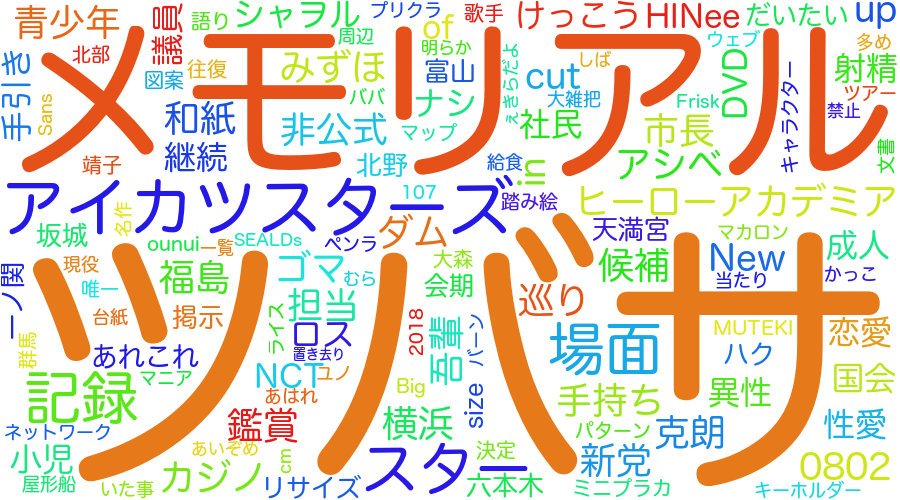 青少年
議員
語り
シャヲル
プリクラ
歌手
けっこう
HINee
だいたい
up
北部
周辺
of
明らか
ウェブ
多め
メモリアル
手引き
Sans
図案
往復
みずほ
富山
cut
しば
DVD
射精
和紙
ババ
ナシ
大雑把
Frisk
キャラクター
ツアー
禁止
非公式
マップ
えきらだよ
社民
市長
文書
靖子
継続
北野
給食
in
アシベ
アイカツスターズ
107
踏み絵
ヒーローアカデミア
坂城
名作
ounui
一覧
SEALDs
ペンラ
ダム
天満宮
マカロン
成人
一ノ関
現役
唯一
福島
ゴマ
むら
大森
会期
候補
New
当たり
かっこ
ツバサ
台紙
掲示
担当
巡り
群馬
あれこれ
ライス
ロス
置き去り
2018
吾輩
バーン
場面
MUTEKI
恋愛
記録
マニア
NCT
ユノ
あはれ
Big
size
手持ち
ハク
異性
国会
ネットワーク
鑑賞
横浜
パターン
克朗
性愛
小児
あいぞめ
cm
スター
決定
新党
0802
屋形船
いた事
カジノ
リサイズ
六本木
ミニプラカ
キーホルダー